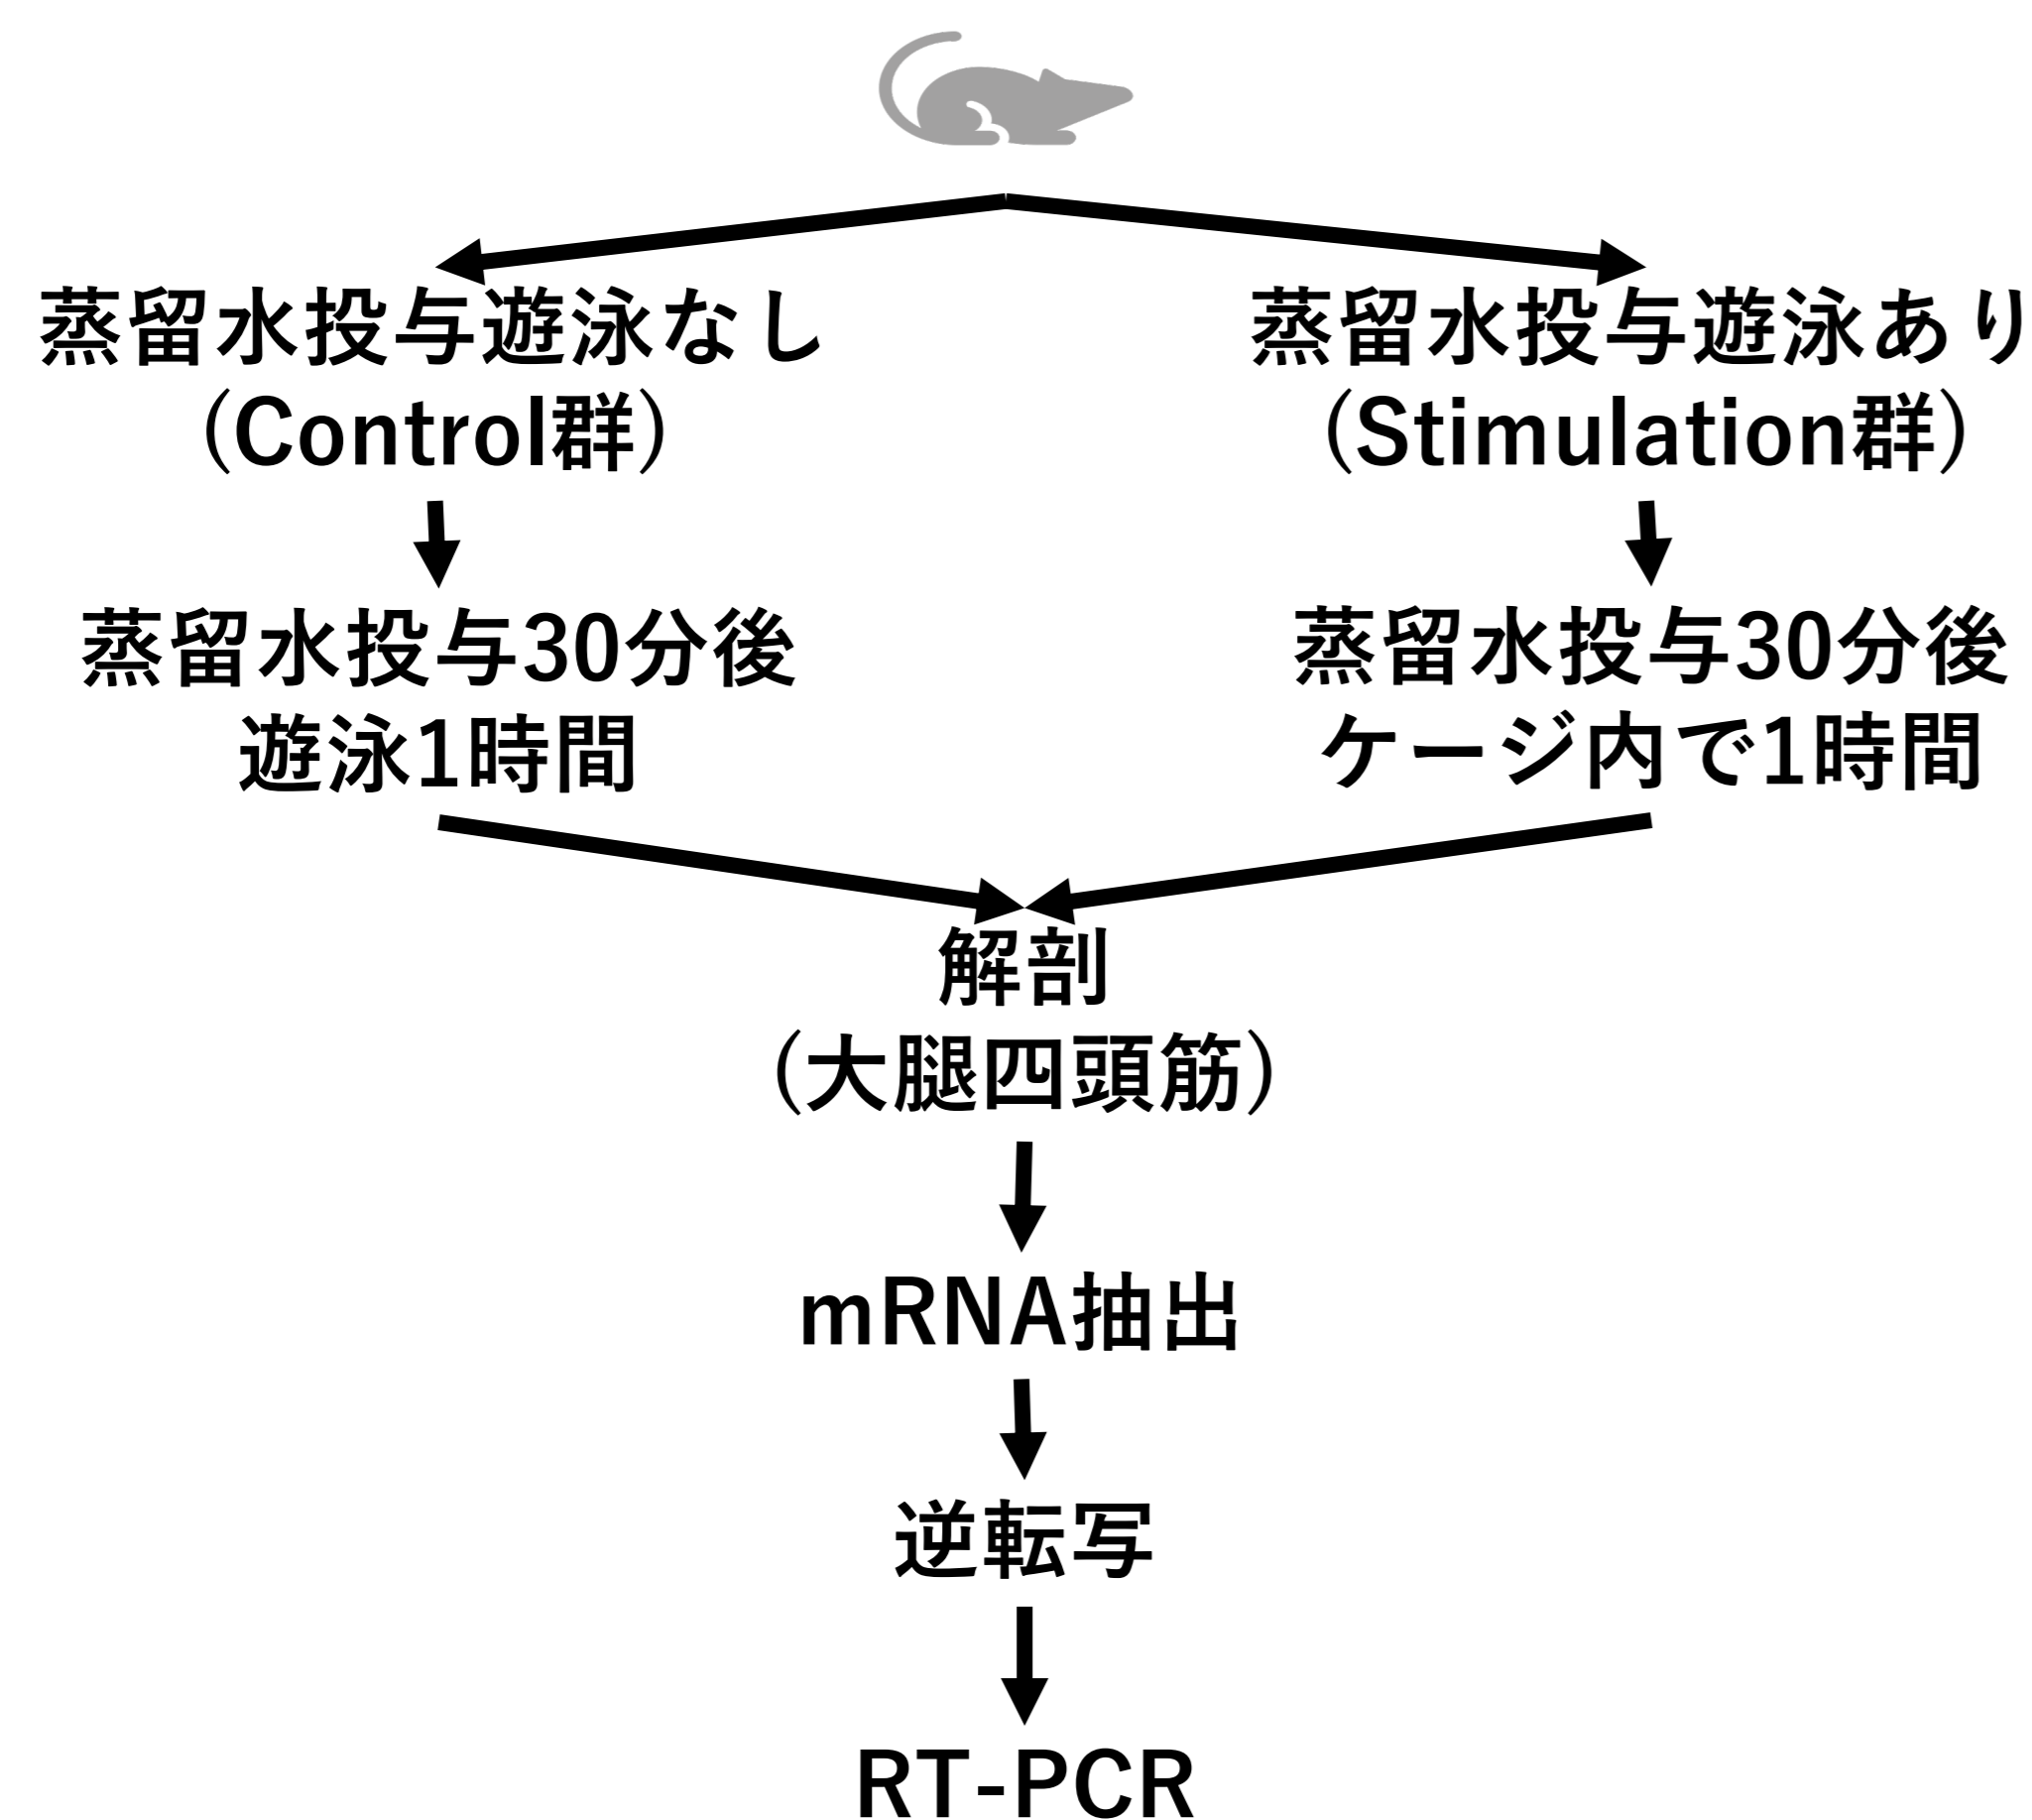 蒸留水投与遊泳なし
(Control群)
蒸留水投与遊泳あり
(Stimulation群)
蒸留水投与30分後
遊泳1時間
蒸留水投与30分後
ケージ内で1時間
解剖
(大腿四頭筋)
mRNA抽出
逆転写
RT-PCR